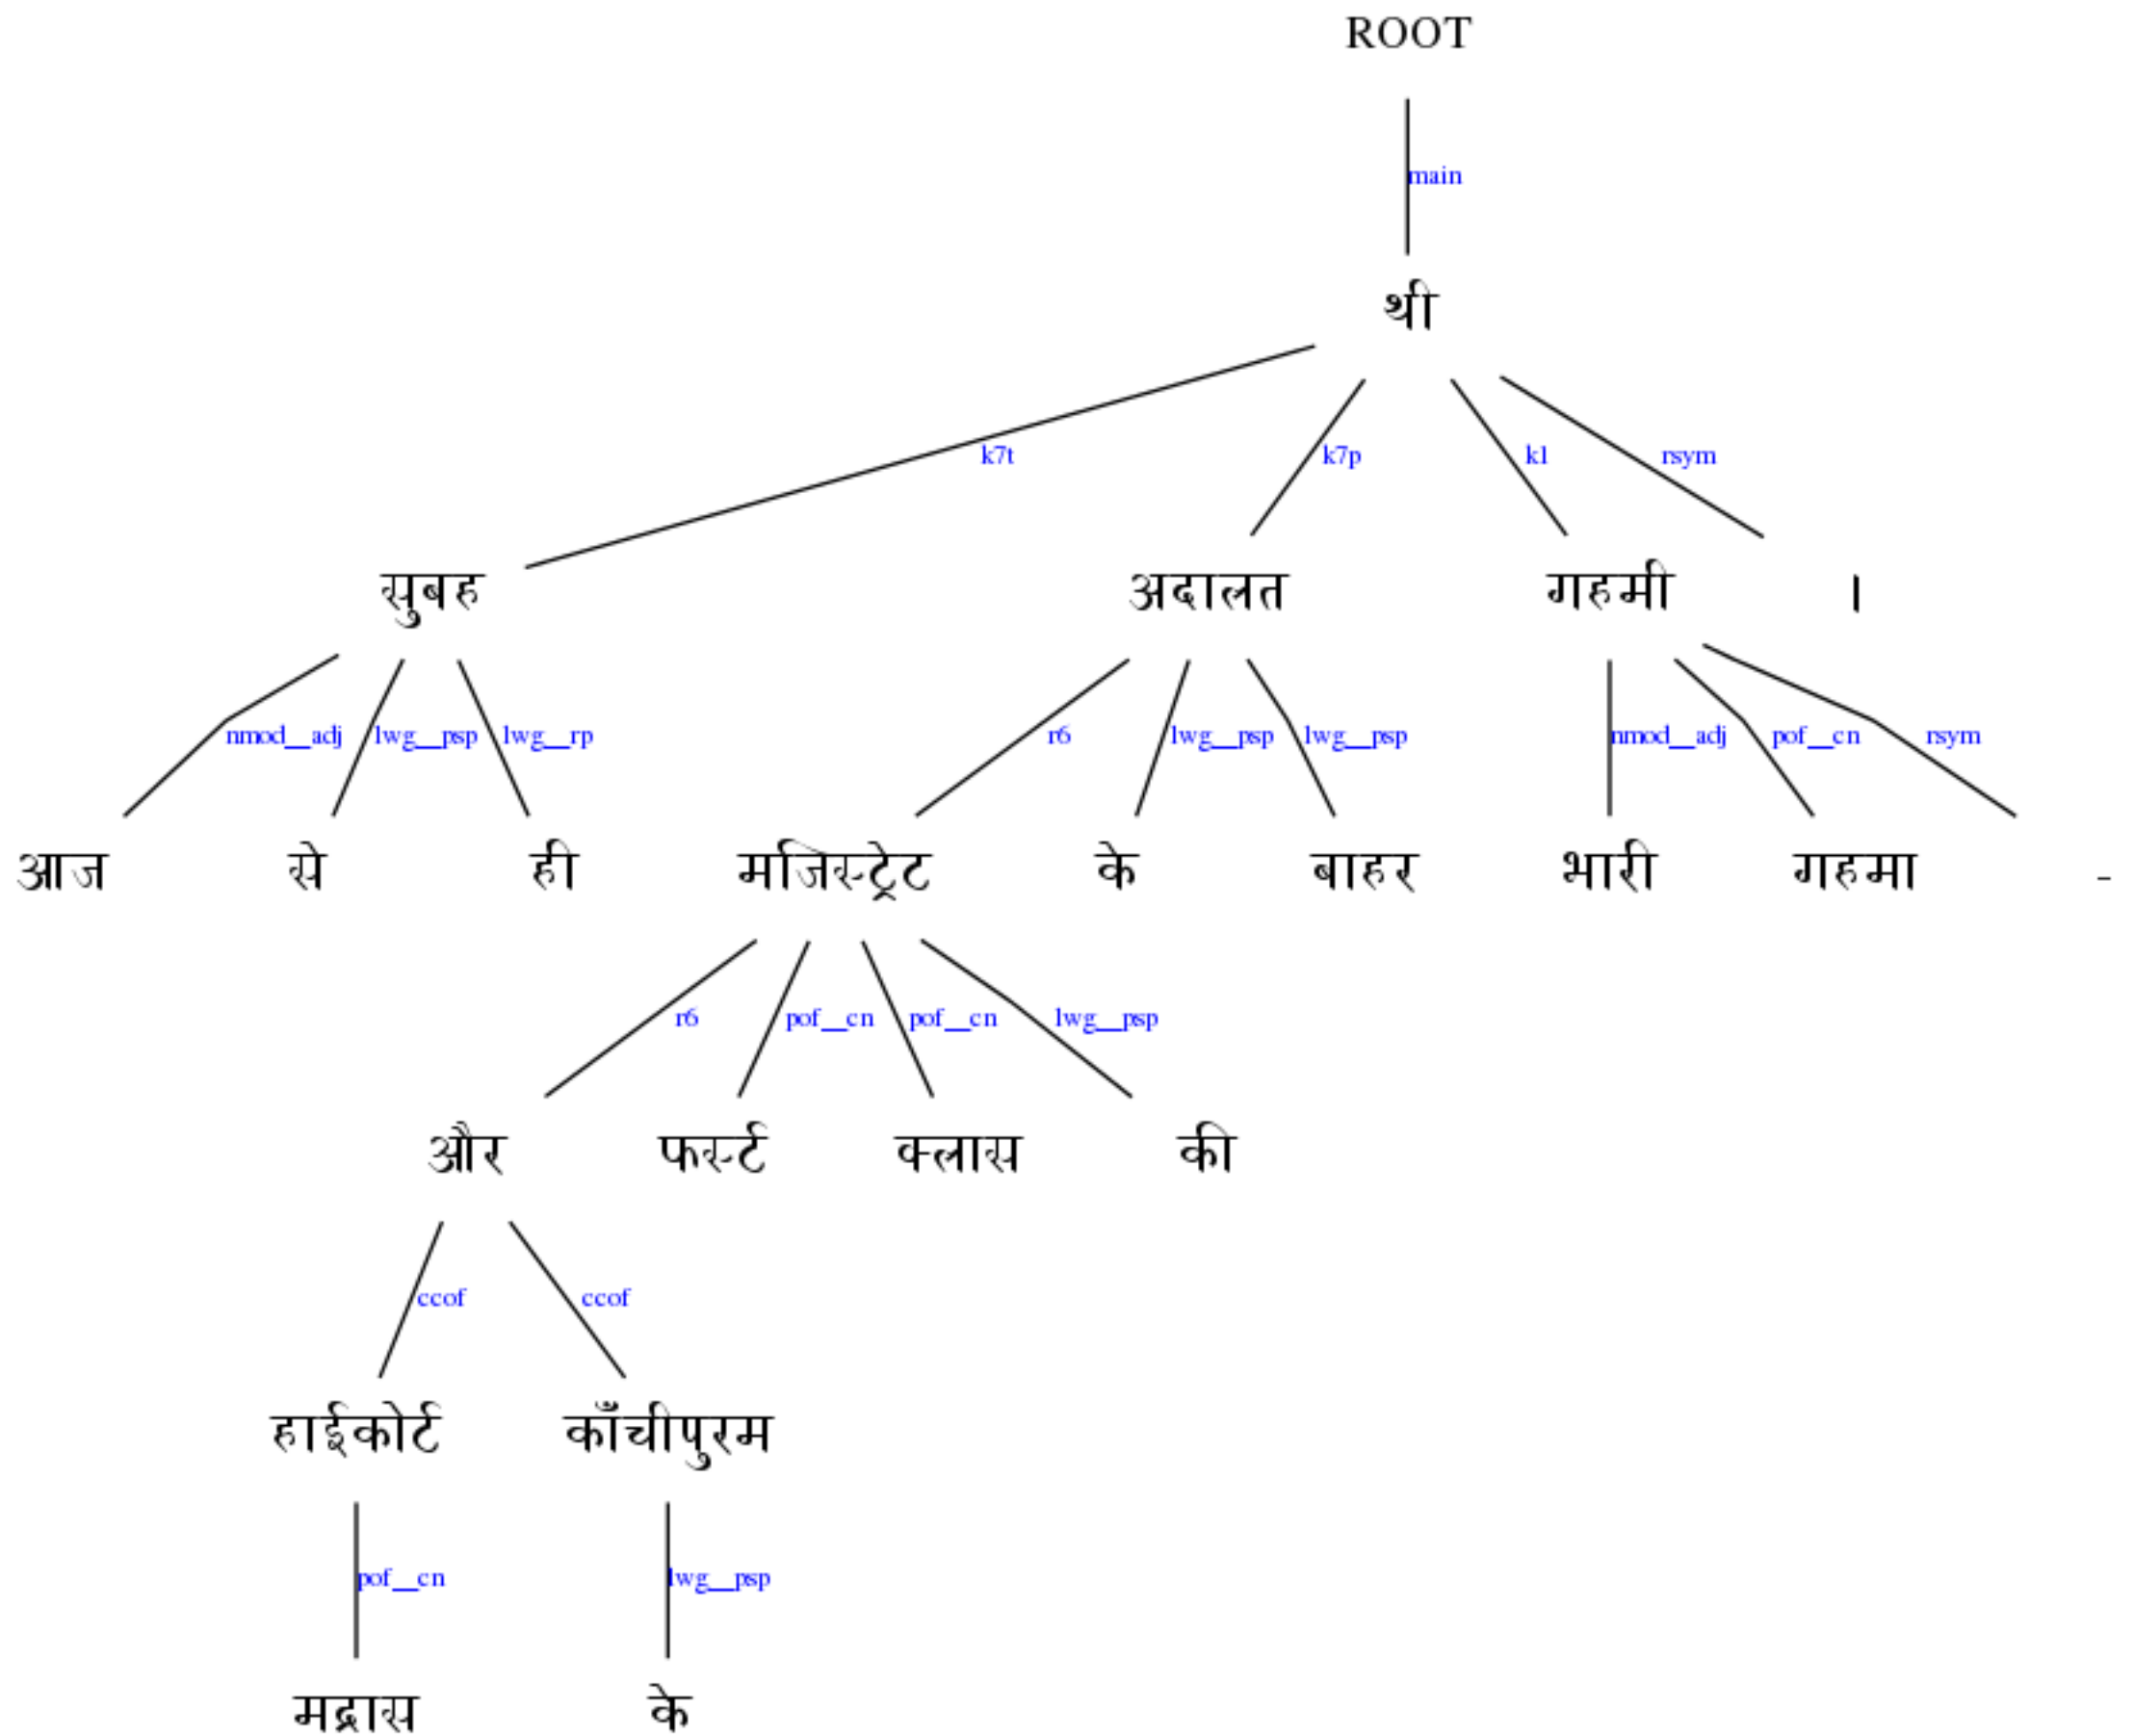 ROOT
main
थी
k7t k7p k1 rsym
सुबह अदालत गहमी ।
nmod__adj lwg__psp lwg__rp r6 lwg__psp lwg__psp nmod__adj pof__cn rsym
आज से ही मजिस्ट्रेट के बाहर भारी गहमा -
r6 pof__cn pof__cn lwg__psp
और फर्स्ट क्लास की
ccof ccof
हाईकोर्ट काँचीपुरम
pof__cn lwg__psp
मद्रास के